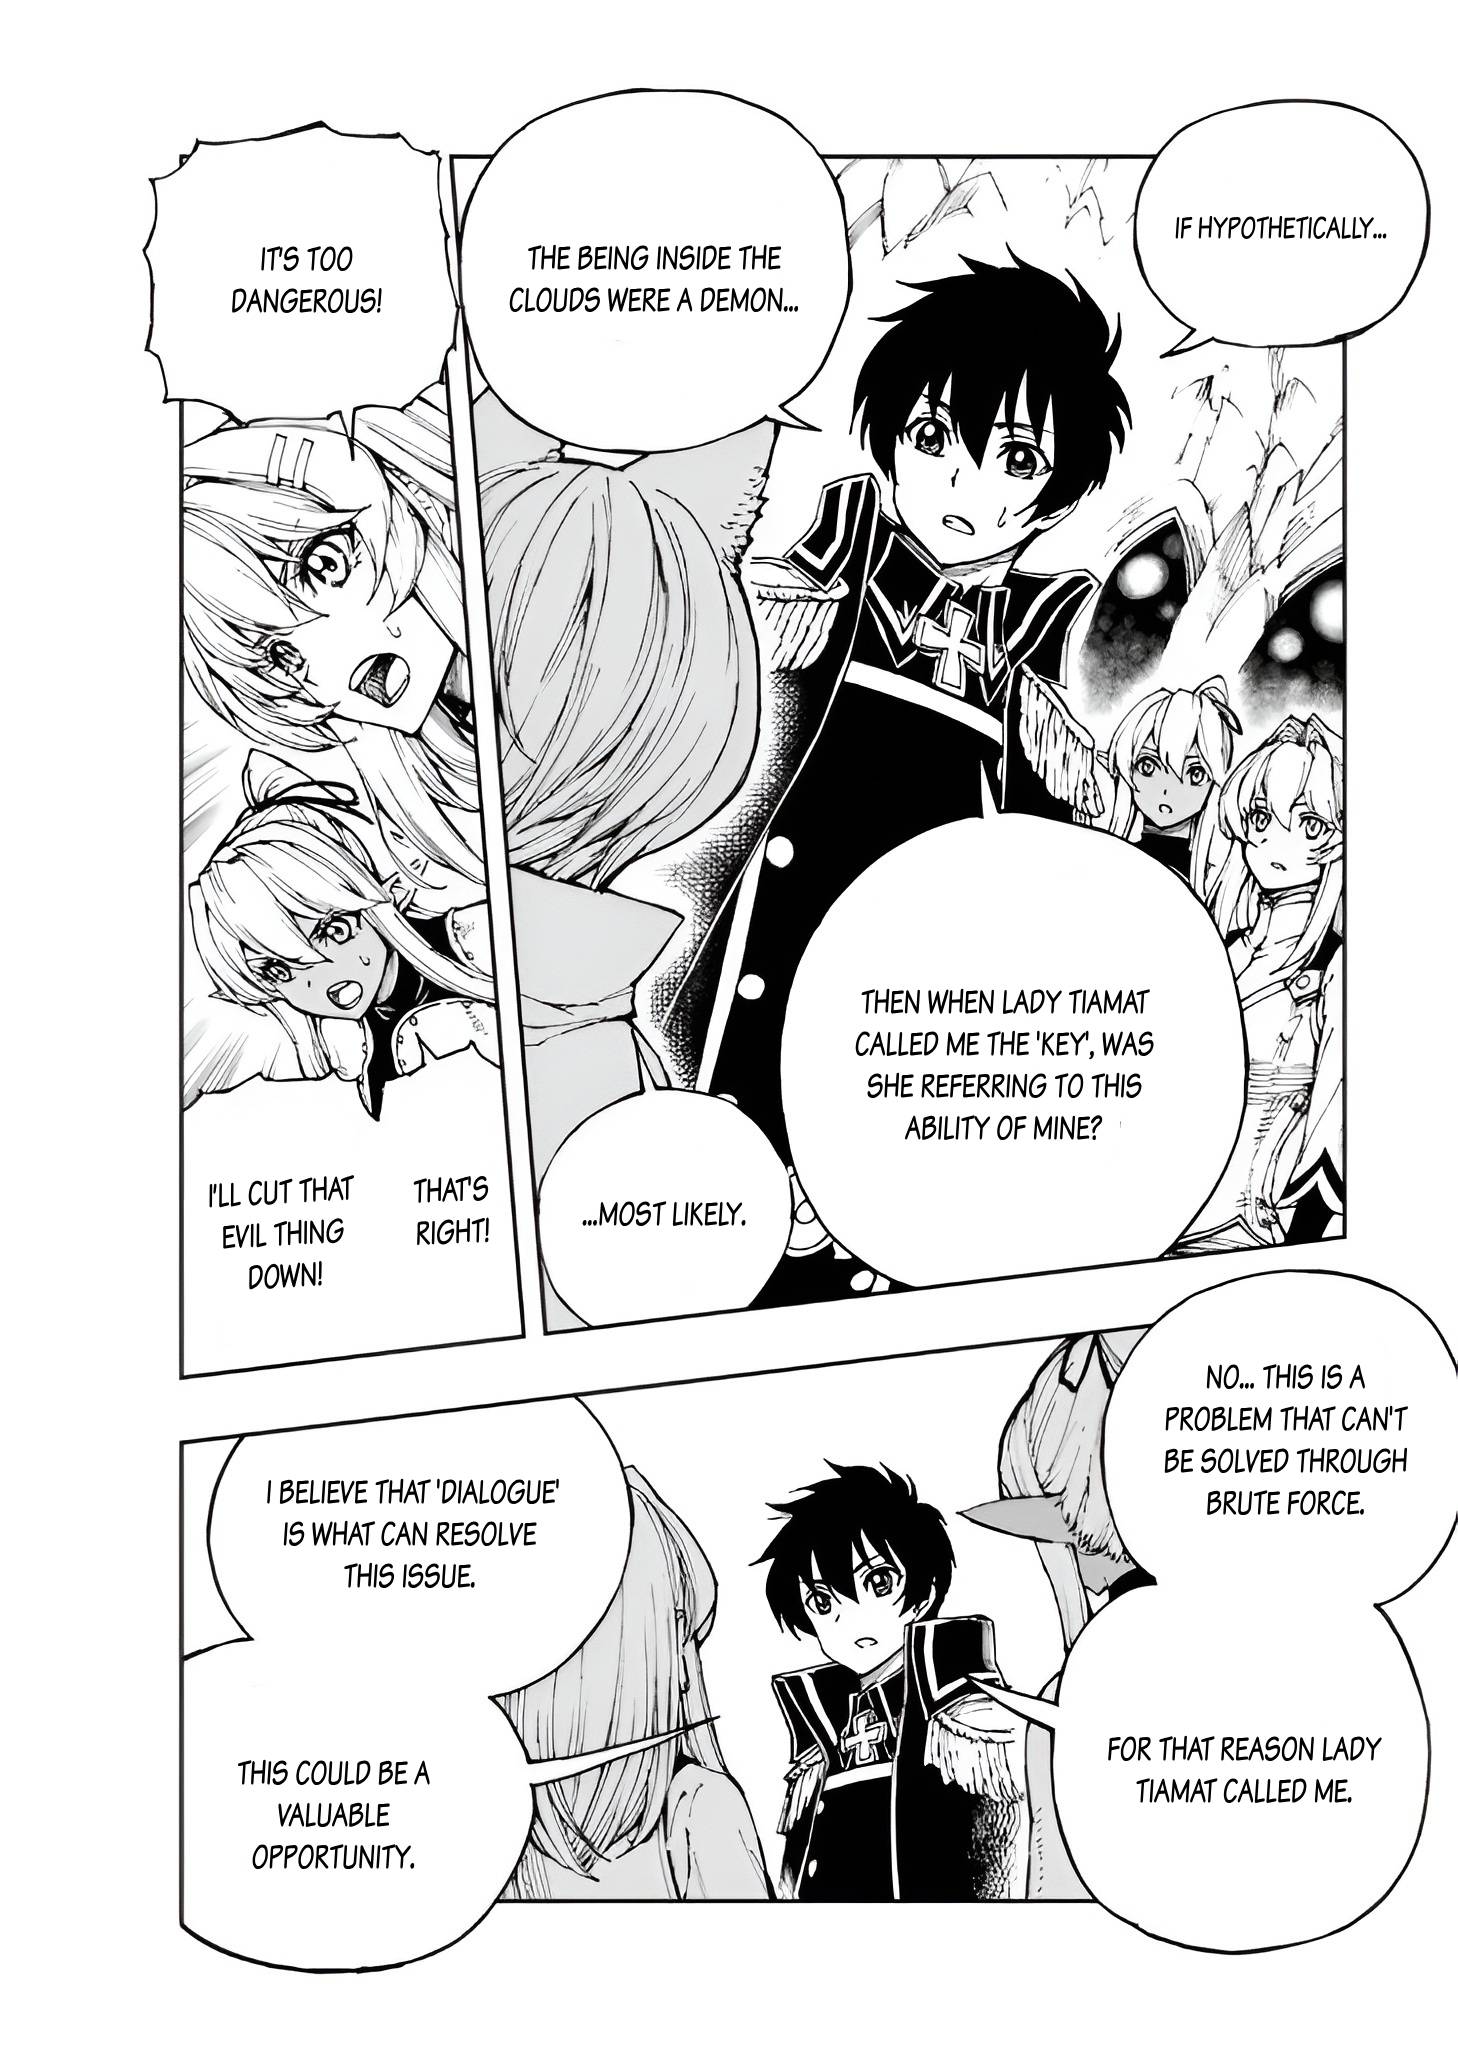 IF HYPOTHETICALLY...
THE BEING INSIDE THE
CLOUDS WERE A DEMON...
THEN WHEN LADY TIAMAT
CALLED ME THE 'KEY', WAS
SHE REFERRING TO THIS
ABILITY OF MINE?
...MOST LIKELY.
IT'S TOO
DANGEROUS!
THAT'S
RIGHT!
I'LL CUT THAT
EVIL THING
DOWN!
NO... THIS IS A
PROBLEM THAT CAN'T
BE SOLVED THROUGH
BRUTE FORCE.
FOR THAT REASON LADY
TIAMAT CALLED ME.
I BELIEVE THAT 'DIALOGUE'
IS WHAT CAN RESOLVE
THIS ISSUE.
THIS COULD BE A
VALUABLE
OPPORTUNITY.